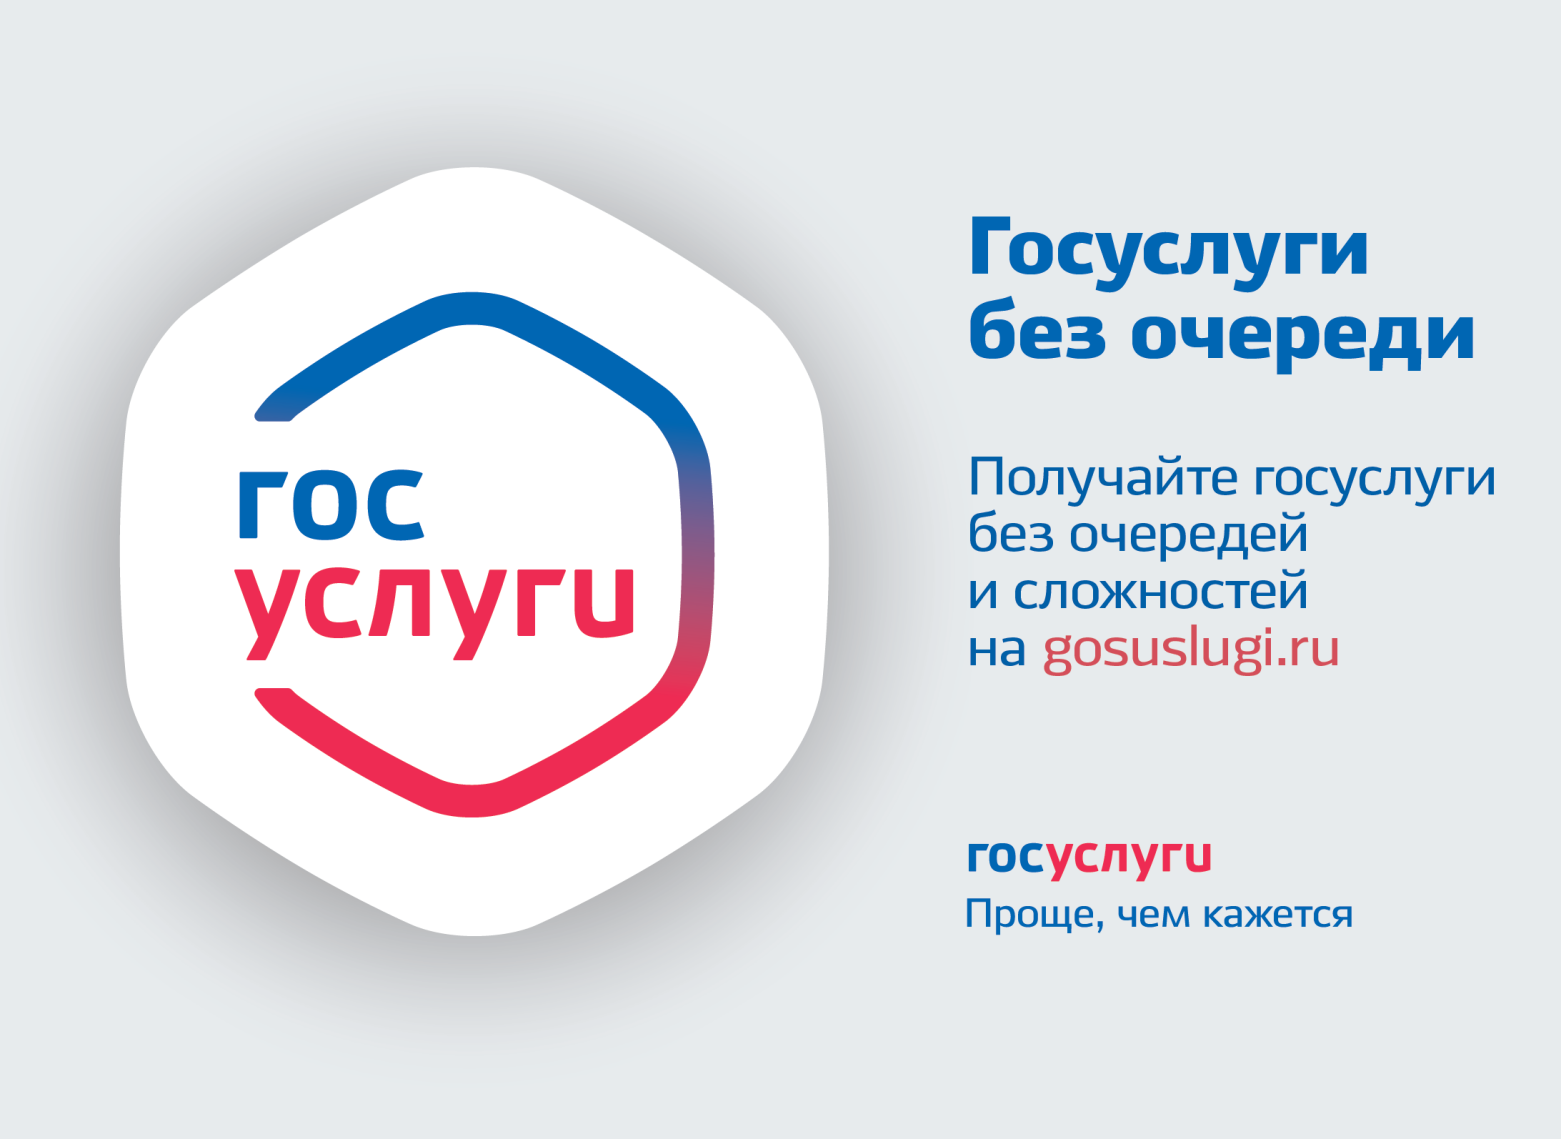 гос
услуги
Госуслуги
без очереди
Получайте госуслуги
без очередей
и сложностей
на gosuslugi.ru
госуслуги
Проще, чем кажется